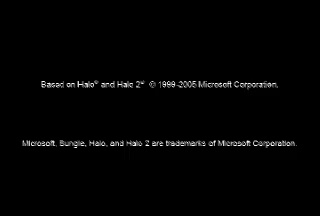 Based on Halo® and Halo 2® © 1999-2005 Microsoft Corporation.
Microsoft, Bungie, Halo, and Halo 2 are trademarks of Microsoft Corporation.